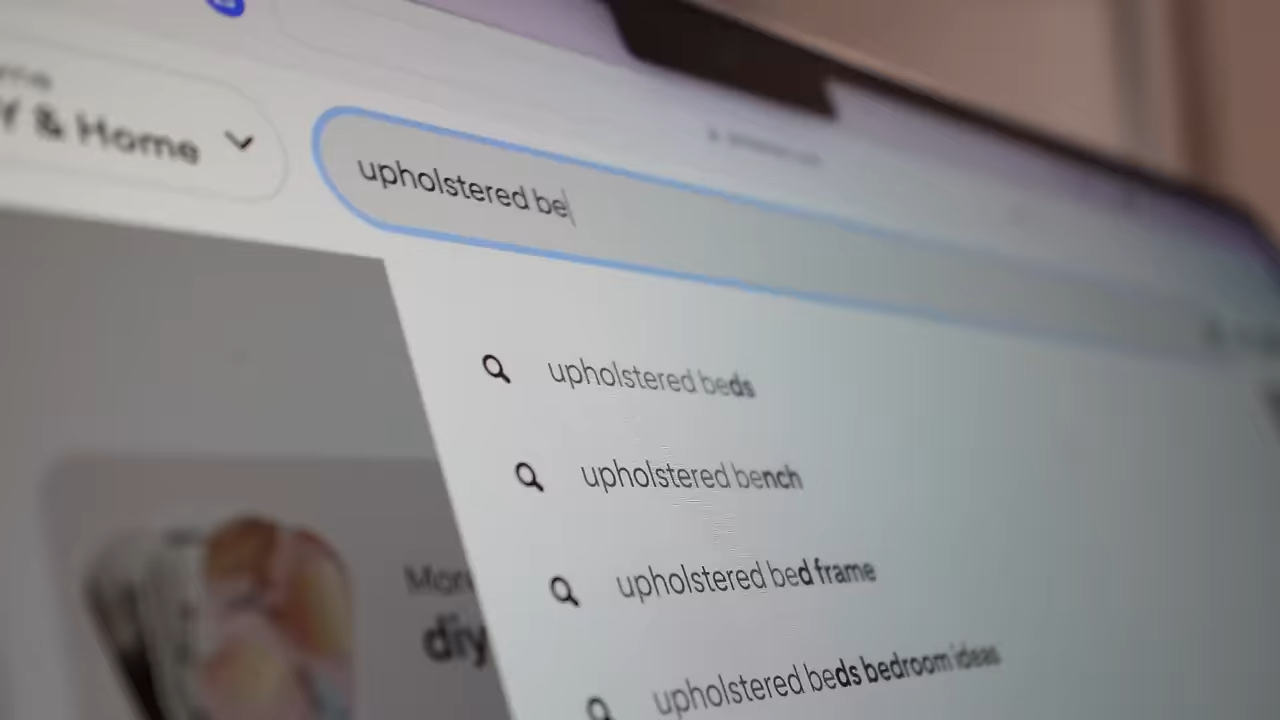 & Home
upholstered be
upholstered beds
upholstered bench
upholstered bed frame
diy
upholstered beds bedroom ideas